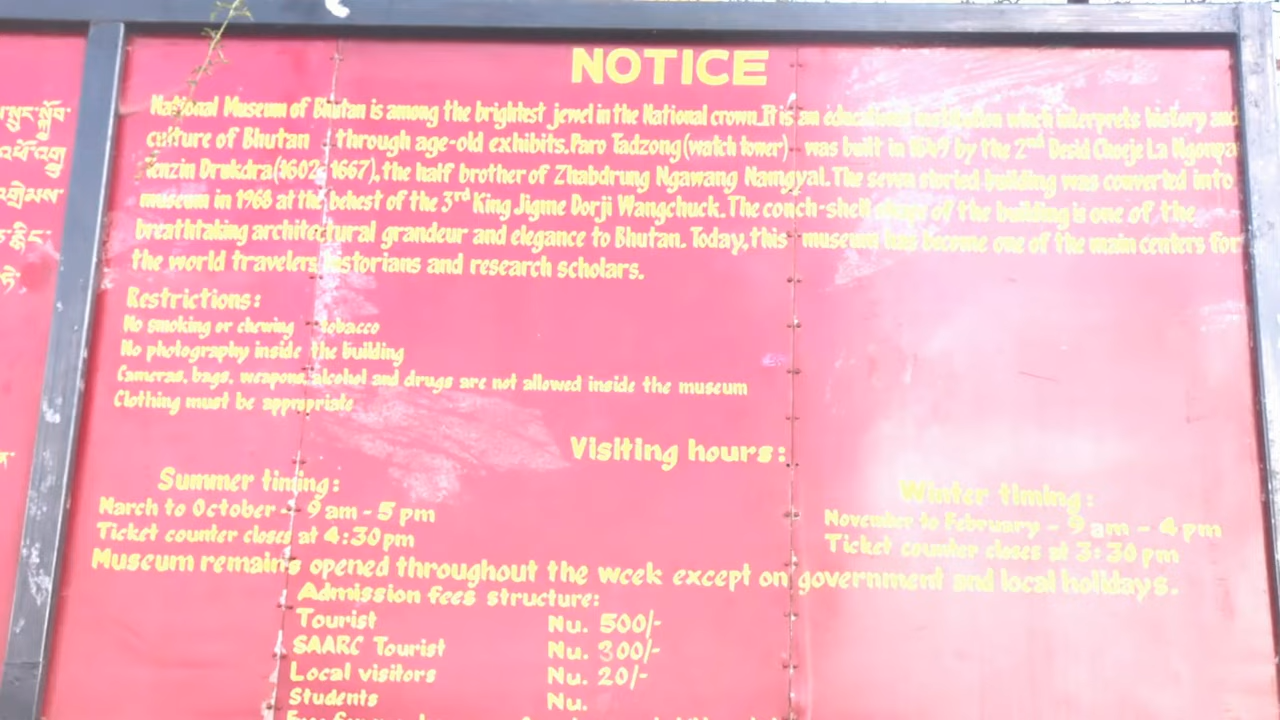 NOTICE
National Museum of Bhutan is among the brightest jewel in the National crown. It is an educational institution which interprets history and
culture of Bhutan through age-old exhibits. Paro Tadzong (watch tower) was built in 1649 by the 2nd Desid Choeje La Ngonpa
Tenzin Drukdra (1602-1667), the half brother of Zhabdrung Ngawang Namgyal. The seven storied building was converted into
museum in 1968 at the behest of the 3rd King Jigme Dorji Wangchuck. The conch-shell shape of the building is one of the
breathtaking architectural grandeur and elegance to Bhutan. Today, this museum has become one of the main centers for
the world travelers historians and research scholars.
Restrictions:
No smoking or chewing tobacco
No photography inside the building
Cameras, bags, weapons, alcohol and drugs are not allowed inside the museum
Clothing must be appropriate
Visiting hours:
Summer timing:
March to October - 9 am - 5 pm
Ticket counter closes at 4:30 pm
Winter timing:
November to February - 9 am - 4 pm
Ticket counter closes at 3:30 pm
Museum remains opened throughout the week except on government and local holidays.
Admission fees structure:
Tourist Nu. 500/-
SAARC Tourist Nu. 300/-
Local visitors Nu. 20/-
Students Nu.